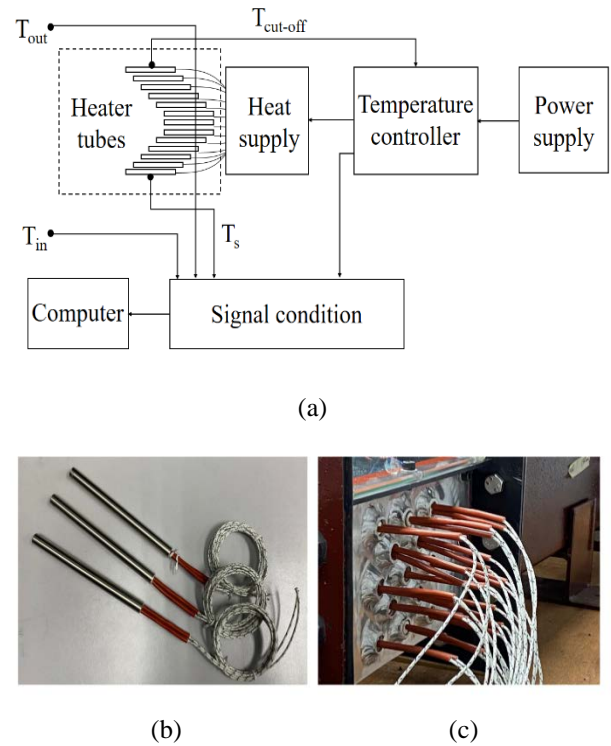 T_out
T_cut-off
Heater
tubes
Heat
supply
Temperature
controller
Power
supply
T_in
T_s
Computer
Signal condition
(a)
(b)
(c)